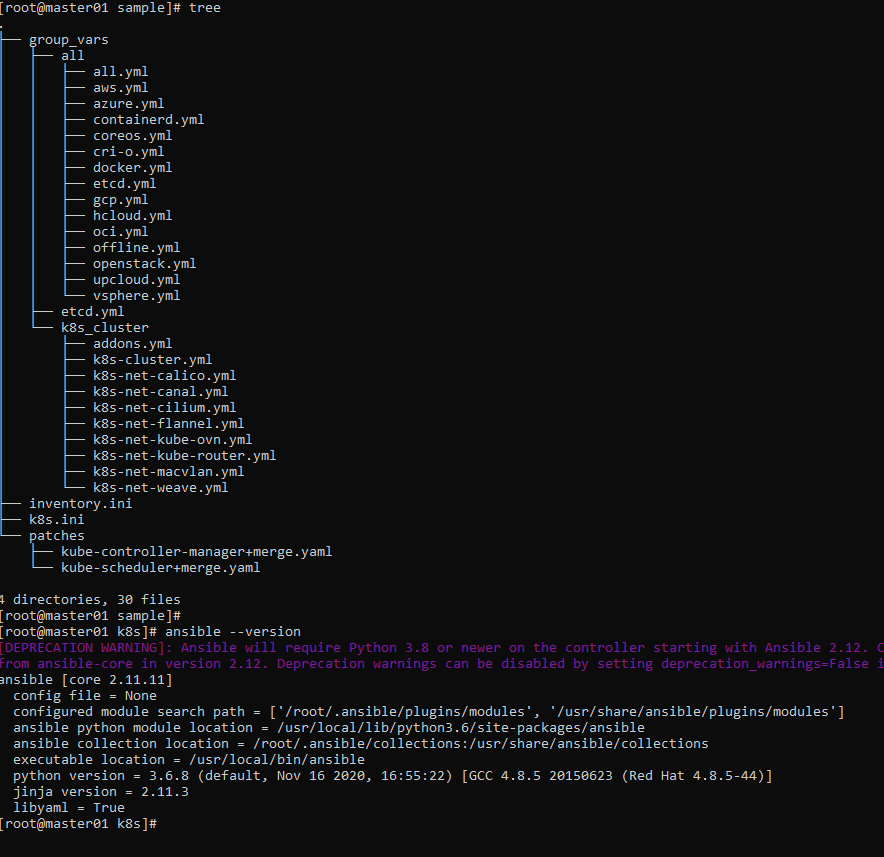 [root@master01 sample]# tree
.
├── group_vars
│   ├── all
│   │   ├── all.yml
│   │   ├── aws.yml
│   │   ├── azure.yml
│   │   ├── containerd.yml
│   │   ├── coreos.yml
│   │   ├── cri-o.yml
│   │   ├── docker.yml
│   │   ├── etcd.yml
│   │   ├── gcp.yml
│   │   ├── hcloud.yml
│   │   ├── oci.yml
│   │   ├── offline.yml
│   │   ├── openstack.yml
│   │   ├── upcloud.yml
│   │   └── vsphere.yml
│   ├── etcd.yml
│   └── k8s_cluster
│       ├── addons.yml
│       ├── k8s-cluster.yml
│       ├── k8s-net-calico.yml
│       ├── k8s-net-canal.yml
│       ├── k8s-net-cilium.yml
│       ├── k8s-net-flannel.yml
│       ├── k8s-net-kube-ovn.yml
│       ├── k8s-net-kube-router.yml
│       ├── k8s-net-macvlan.yml
│       └── k8s-net-weave.yml
├── inventory.ini
├── k8s.ini
└── patches
    ├── kube-controller-manager+merge.yaml
    └── kube-scheduler+merge.yaml

4 directories, 30 files
[root@master01 sample]#
[root@master01 k8s]# ansible --version
[DEPRECATION WARNING]: Ansible will require Python 3.8 or newer on the controller starting with Ansible 2.12. C
from ansible-core in version 2.12. Deprecation warnings can be disabled by setting deprecation_warnings=False i
ansible [core 2.11.11]
  config file = None
  configured module search path = ['/root/.ansible/plugins/modules', '/usr/share/ansible/plugins/modules']
  ansible python module location = /usr/local/lib/python3.6/site-packages/ansible
  ansible collection location = /root/.ansible/collections:/usr/share/ansible/collections
  executable location = /usr/local/bin/ansible
  python version = 3.6.8 (default, Nov 16 2020, 16:55:22) [GCC 4.8.5 20150623 (Red Hat 4.8.5-44)]
  jinja version = 2.11.3
  libyaml = True
[root@master01 k8s]#